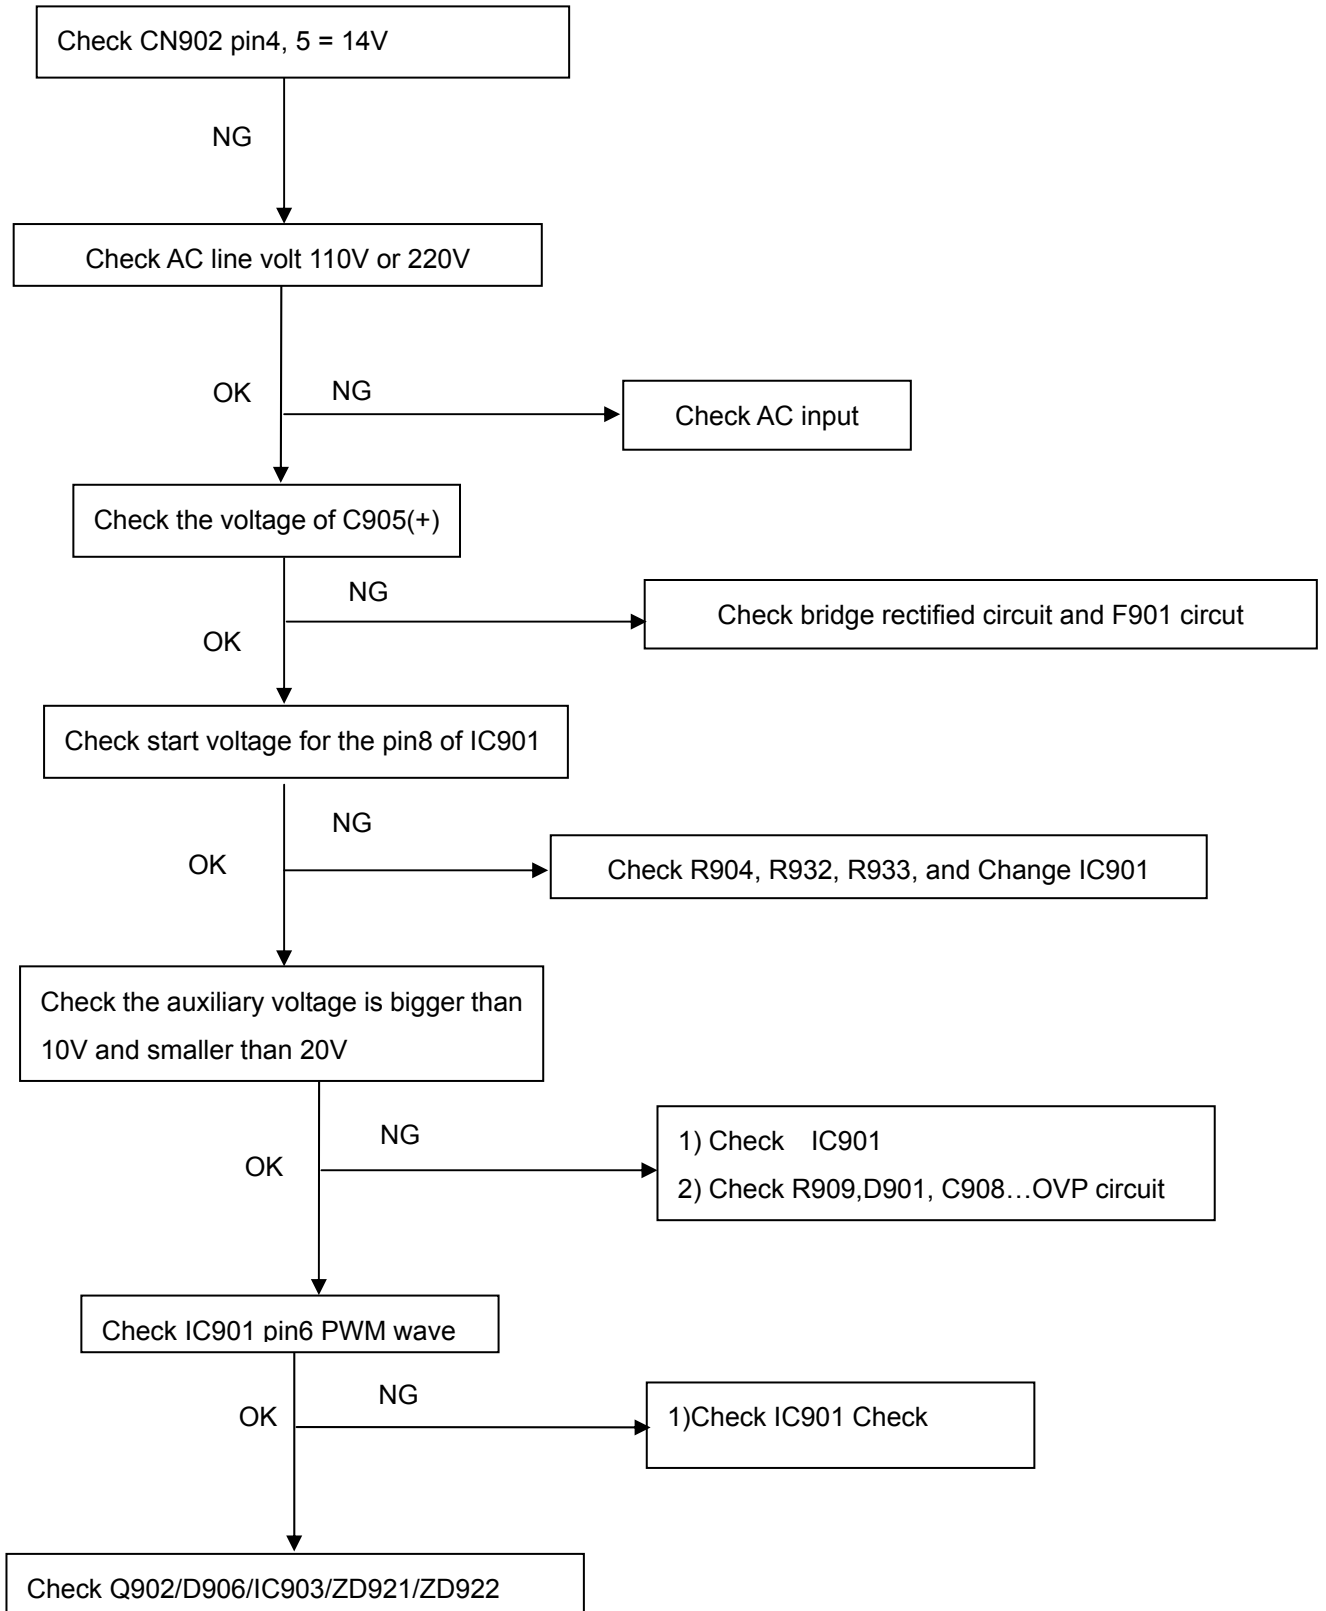 Check CN902 pin4, 5 = 14V
NG
Check AC line volt 110V or 220V
OK
NG
Check AC input
Check the voltage of C905(+)
NG
Check bridge rectified circuit and F901 circut
OK
Check start voltage for the pin8 of IC901
NG
OK
Check R904, R932, R933, and Change IC901
Check the auxiliary voltage is bigger than
10V and smaller than 20V
NG
OK
1) Check IC901
2) Check R909,D901, C908…OVP circuit
Check IC901 pin6 PWM wave
NG
OK
1)Check IC901 Check
Check Q902/D906/IC903/ZD921/ZD922